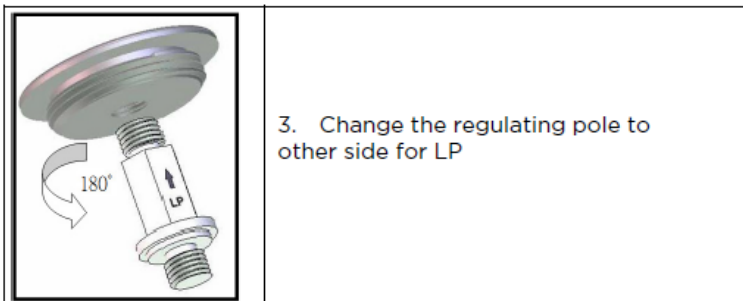 180°
LP
3. Change the regulating pole to
other side for LP